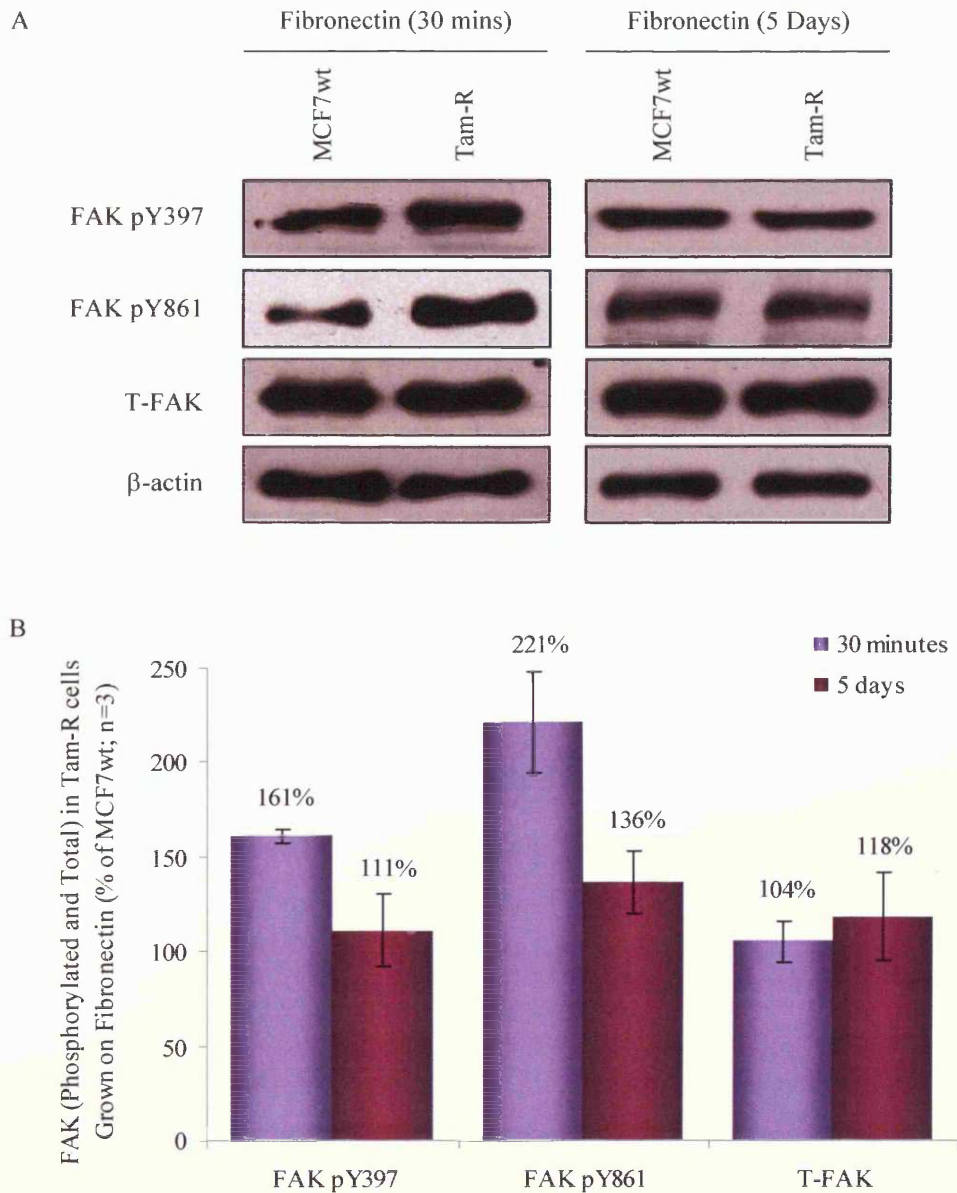 A
Fibronectin (30 mins)
Fibronectin (5 Days)
MCF7wt
Tam-R
MCF7wt
Tam-R
FAK pY397
FAK pY861
T-FAK
β-actin
B
FAK (Phosphorylated and Total) in Tam-R cells
Grown on Fibronectin (% of MCF7wt; n=3)
30 minutes
5 days
250
200
150
100
50
0
161%
111%
221%
136%
104%
118%
FAK pY397
FAK pY861
T-FAK